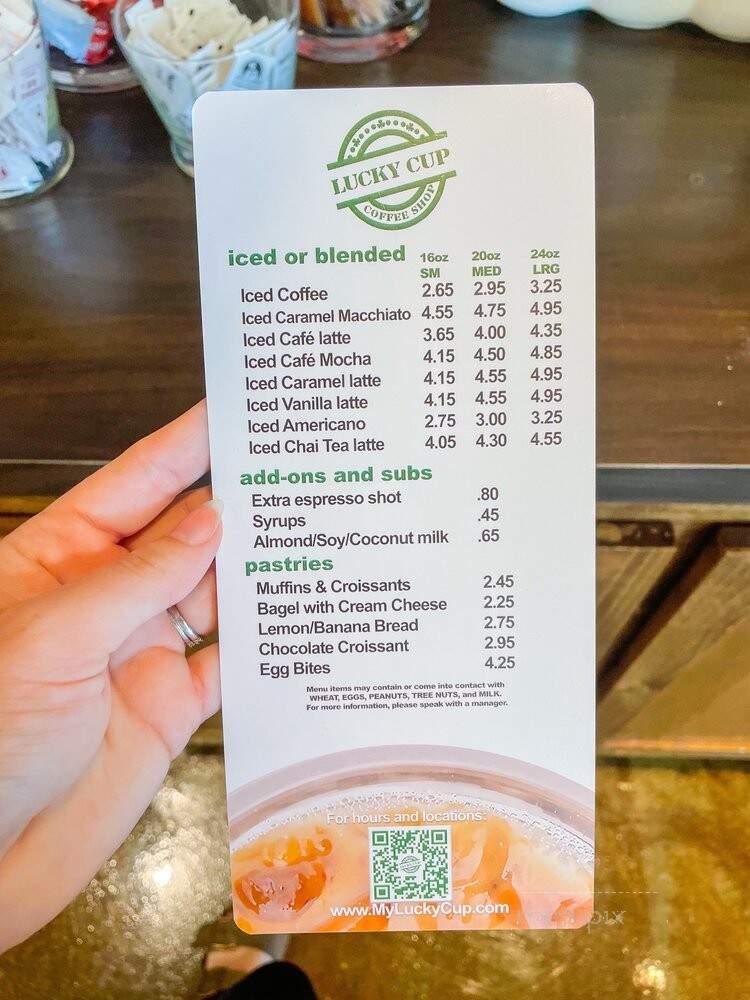 LUCKY CUP
COFFEE SHOP
iced or blended 16oz 20oz 24oz
SM MED LRG
Iced Coffee 2.65 2.95 3.25
Iced Caramel Macchiato 4.55 4.75 4.95
Iced Café latte 3.65 4.00 4.35
Iced Café Mocha 4.15 4.50 4.85
Iced Caramel latte 4.15 4.55 4.95
Iced Vanilla latte 4.15 4.55 4.95
Iced Americano 2.75 3.00 3.25
Iced Chai Tea latte 4.05 4.30 4.55
add-ons and subs
Extra espresso shot .80
Syrups .45
Almond/Soy/Coconut milk .65
pastries
Muffins & Croissants 2.45
Bagel with Cream Cheese 2.25
Lemon/Banana Bread 2.75
Chocolate Croissant 2.95
Egg Bites 4.25
Menu items may contain or come into contact with
WHEAT, EGGS, PEANUTS, TREE NUTS, and MILK.
For more information, please speak with a manager.
For hours and locations:
www.MyLuckyCup.com